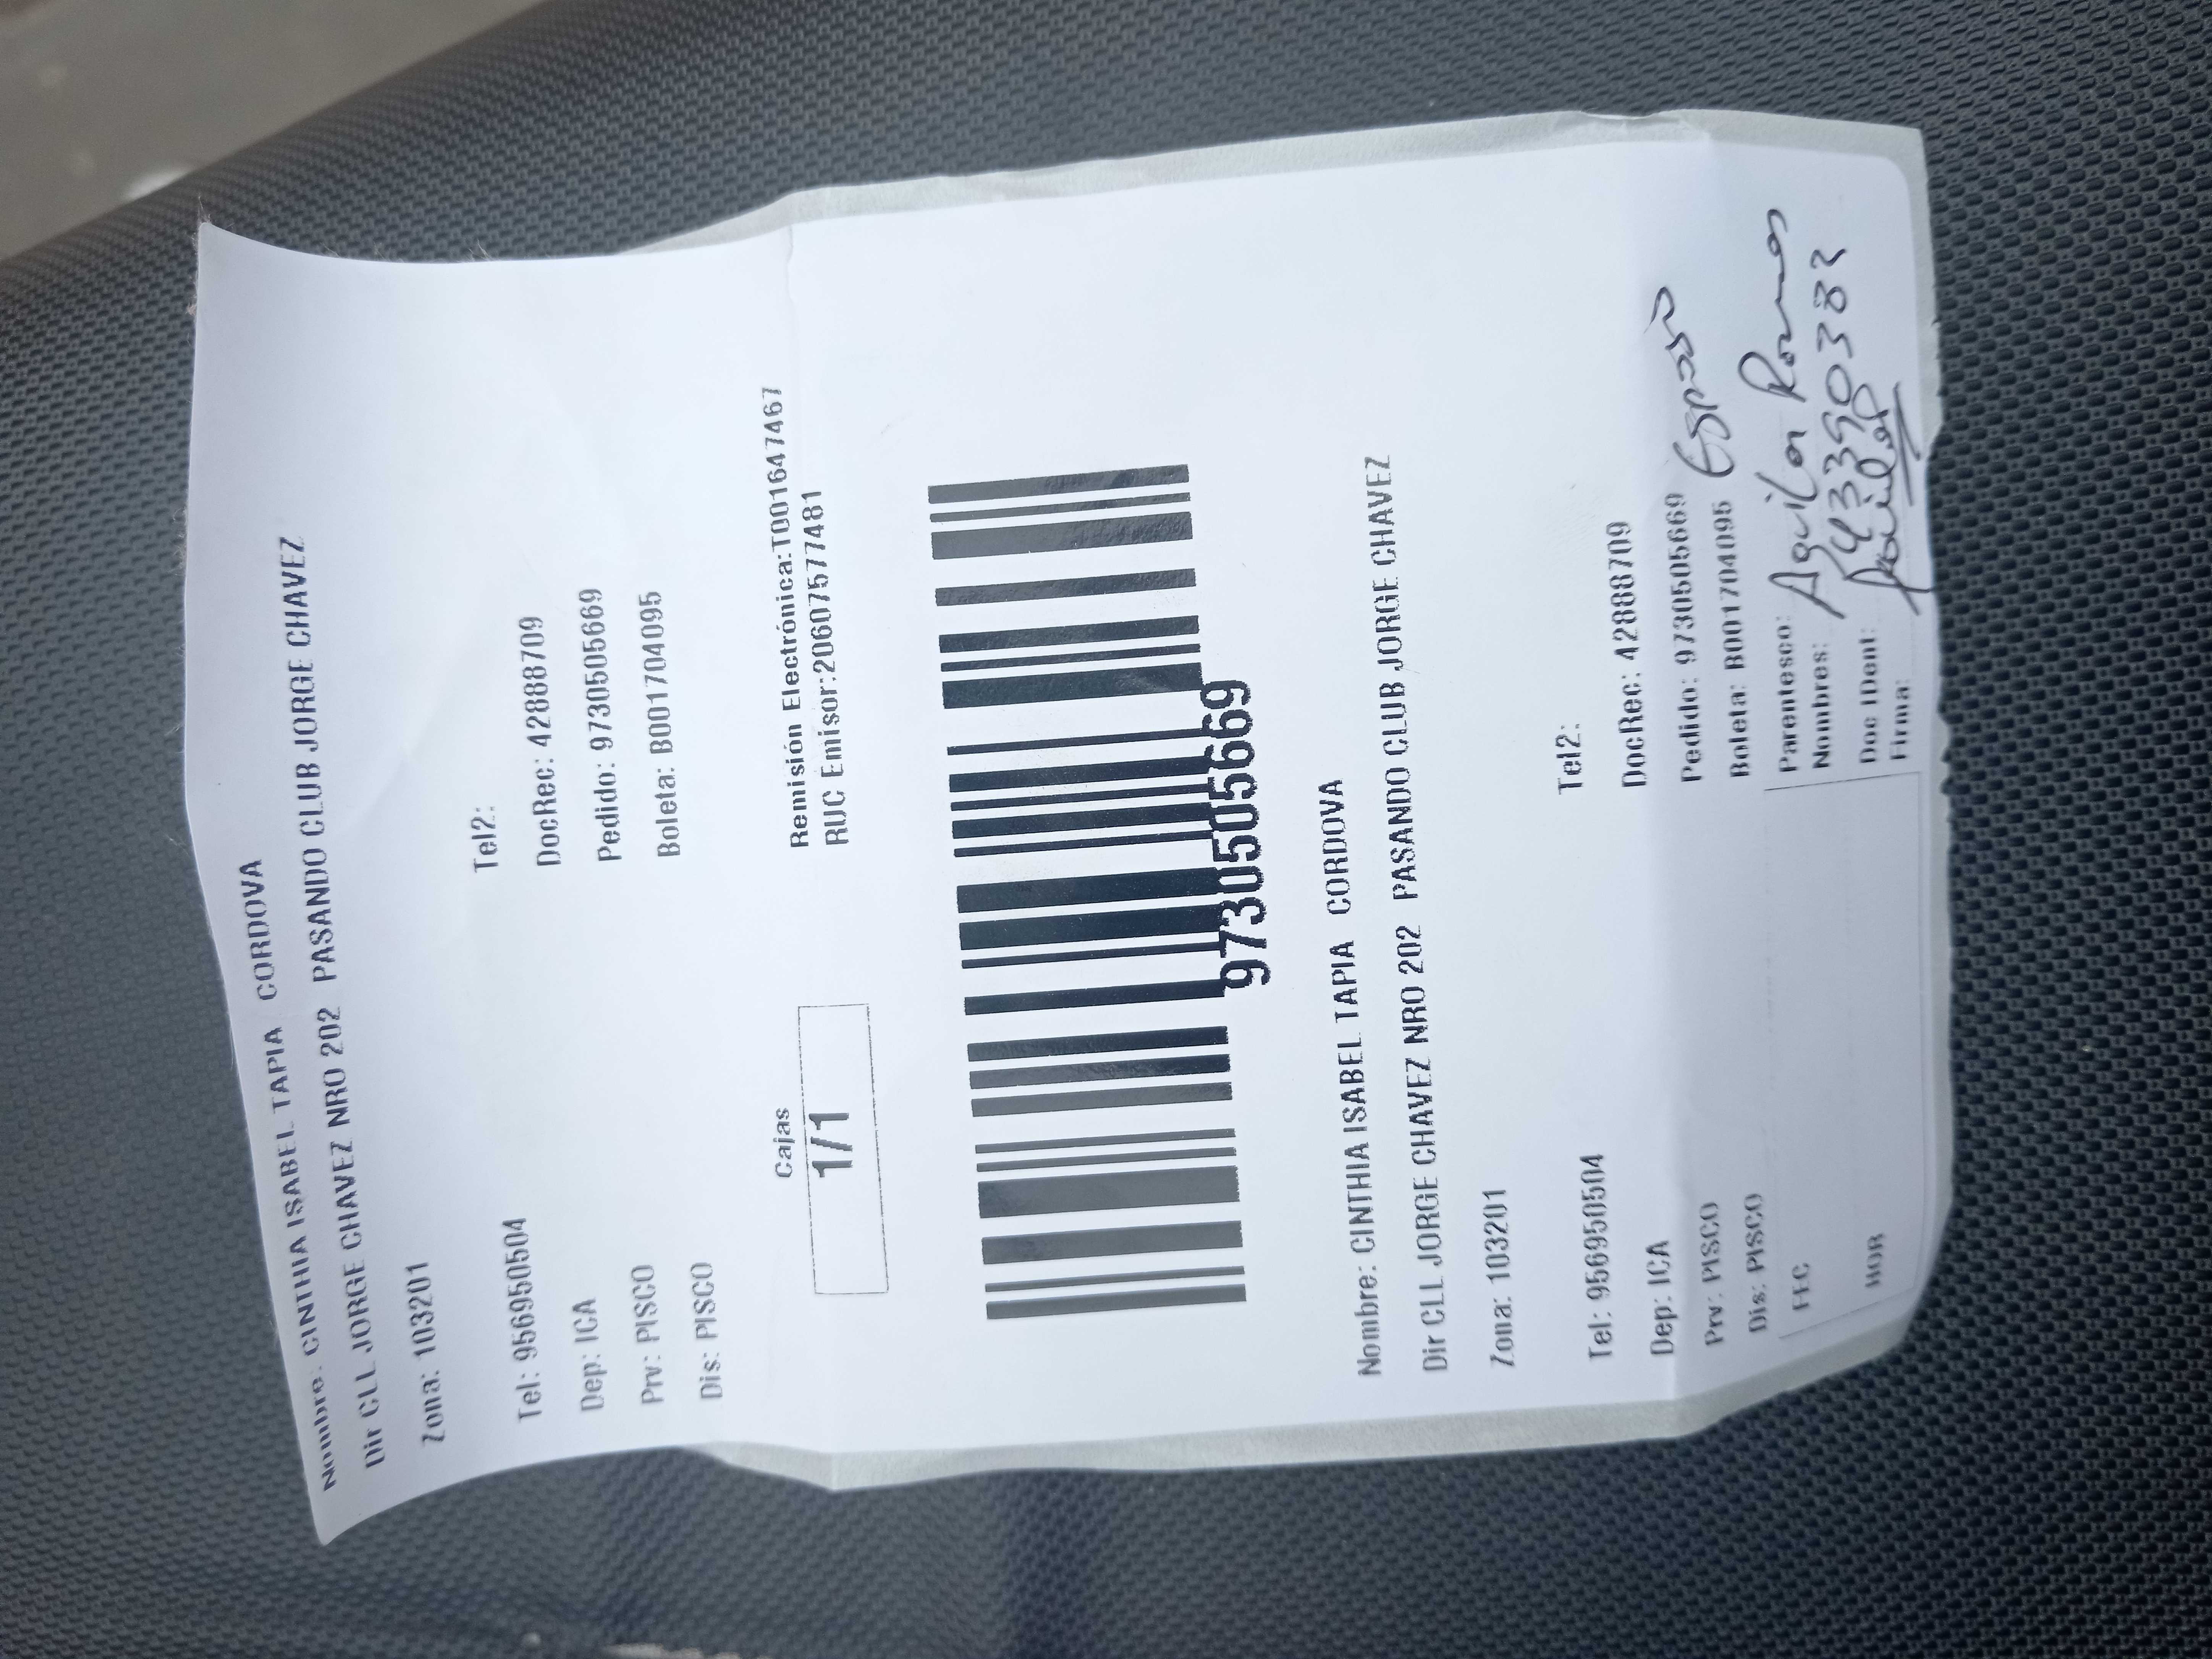 Nombre: CINTHIA ISABEL TAPIA CORDOVA
Dir CLL JORGE CHAVEZ NRO 202 PASANDO CLUB JORGE CHAVEZ
Zona: 103201
Tel: 956950504 Tel2:
Dep: ICA DocRec: 42888709
Prv: PISCO Pedido: 9730505669
Dis: PISCO Boleta: B001704095
Cajas Remisión Electrónica:T001647467
1/1 RUC Emisor:20607577481
9730505669
Nombre: CINTHIA ISABEL TAPIA CORDOVA
Dir CLL JORGE CHAVEZ NRO 202 PASANDO CLUB JORGE CHAVEZ
Zona: 103201
Tel: 956950504 Tel2:
Dep: ICA DocRec: 42888709
Prv: PISCO Pedido: 9730505669
Dis: PISCO Boleta: B001704095 Esposo
FEC Parentesco: Aguilar Ramos
Nombres:
HOR Doc IDent: 43390382
Firma: